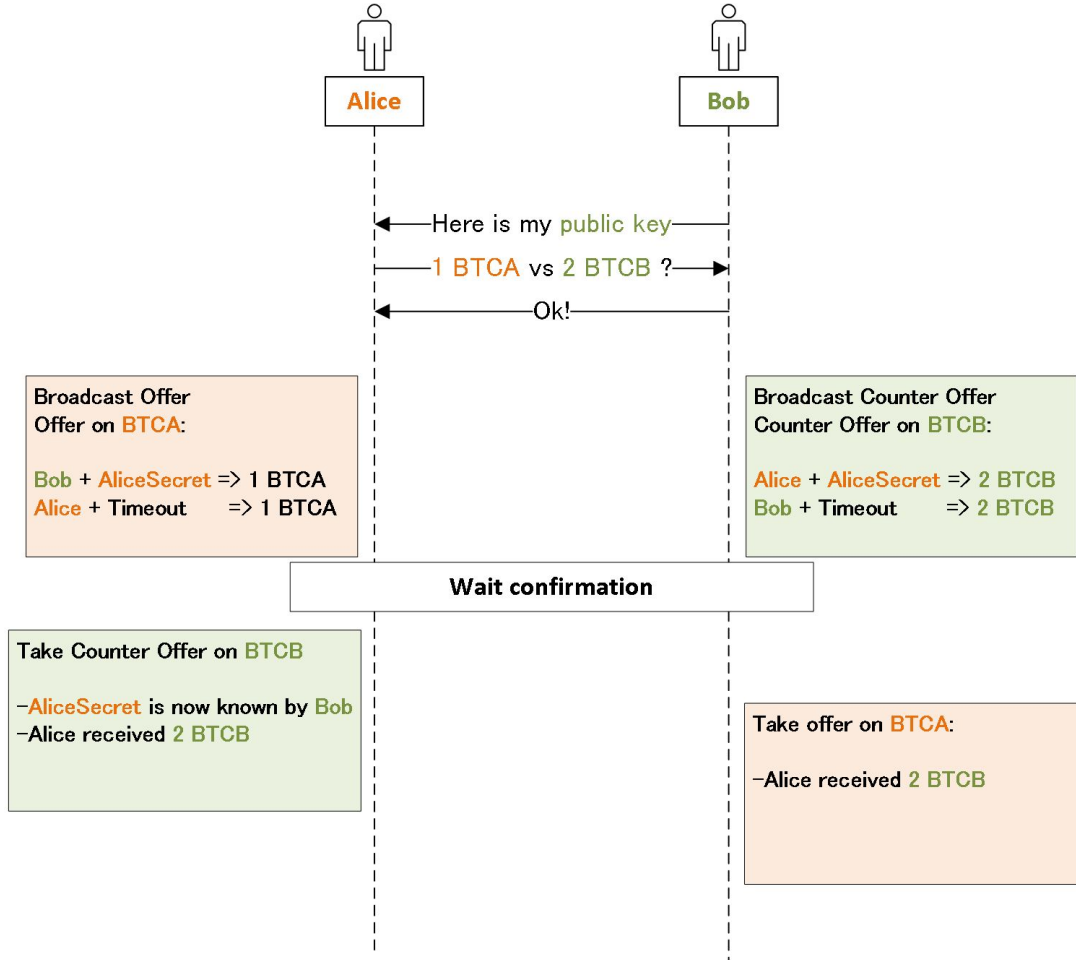 Alice
Bob
Here is my public key
1 BTCA vs 2 BTCB ?
Ok!
Broadcast Offer
Offer on BTCA:
Bob + AliceSecret => 1 BTCA
Alice + Timeout => 1 BTCA
Broadcast Counter Offer
Counter Offer on BTCB:
Alice + AliceSecret => 2 BTCB
Bob + Timeout => 2 BTCB
Wait confirmation
Take Counter Offer on BTCB
-AliceSecret is now known by Bob
-Alice received 2 BTCB
Take offer on BTCA:
-Alice received 2 BTCB